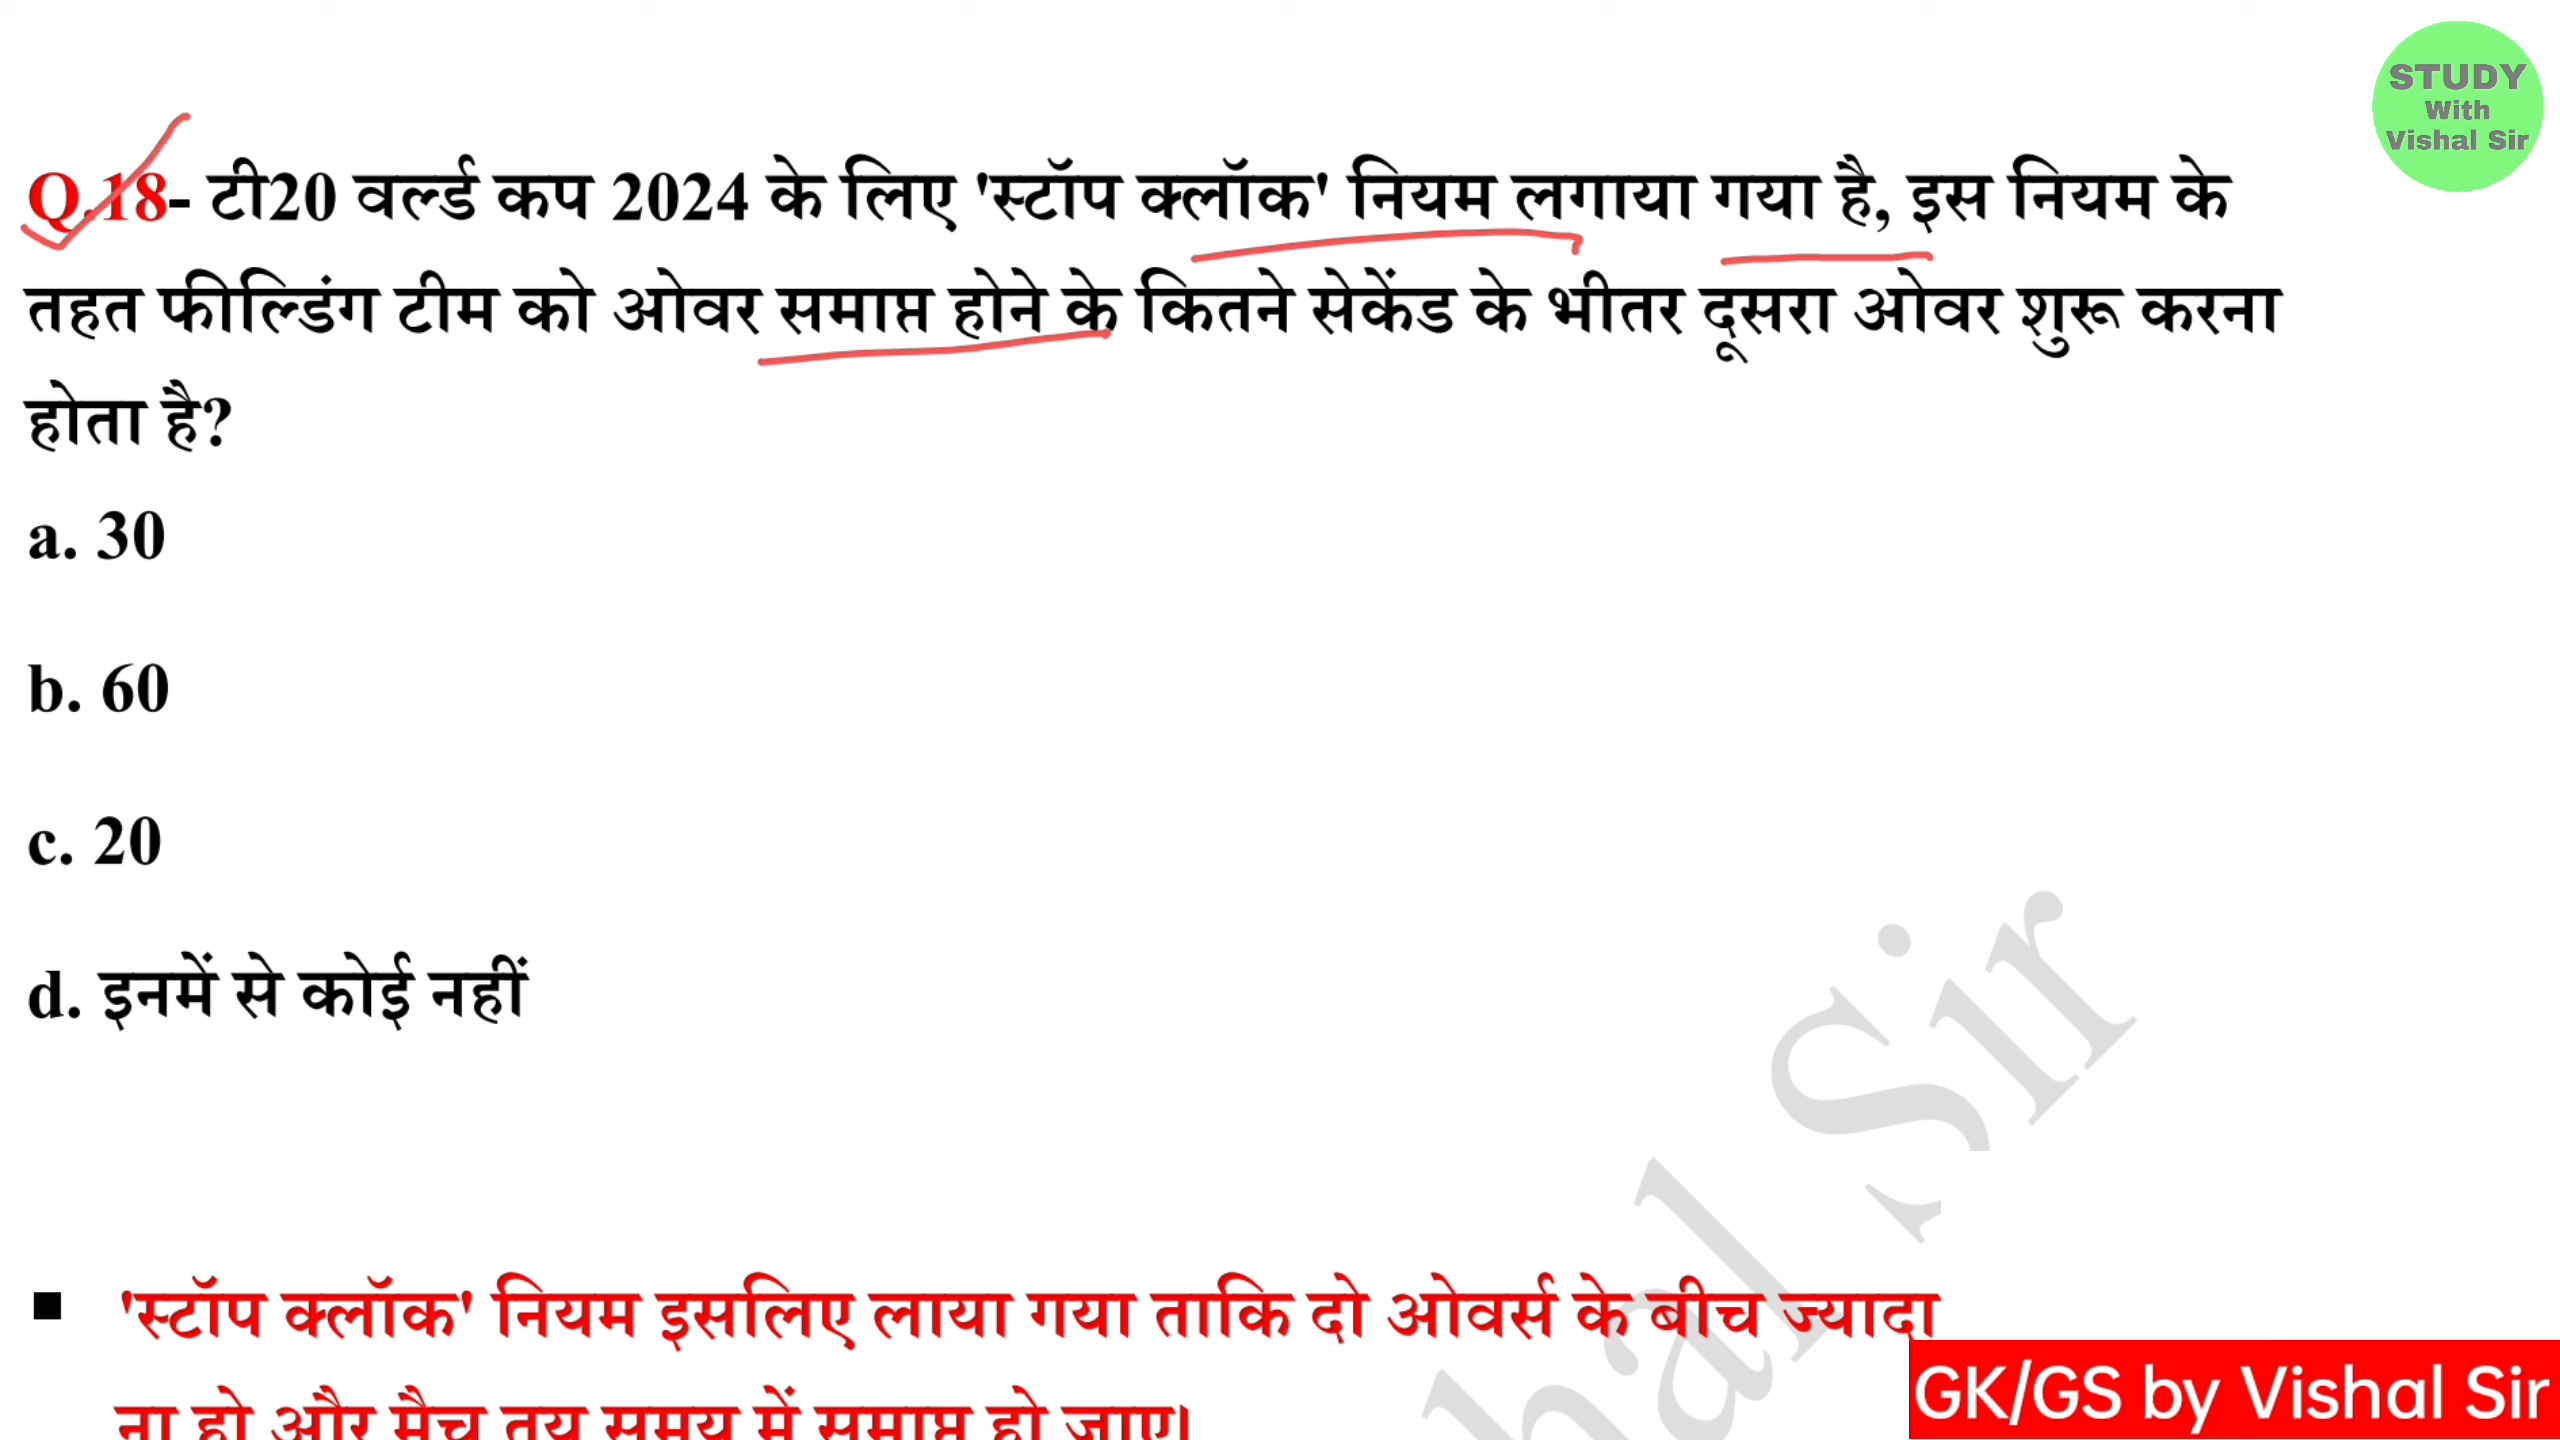 STUDY
With
Vishal Sir
Q.18- टी20 वर्ल्ड कप 2024 के लिए 'स्टॉप क्लॉक' नियम लगाया गया है, इस नियम के
तहत फील्डिंग टीम को ओवर समाप्त होने के कितने सेकेंड के भीतर दूसरा ओवर शुरू करना
होता है?
a. 30
b. 60
c. 20
d. इनमें से कोई नहीं
'स्टॉप क्लॉक' नियम इसलिए लाया गया ताकि दो ओवर्स के बीच ज्यादा
ना हो और मैच तय समय में समाप्त हो जाए।
hal Sir
GK/GS by Vishal Sir